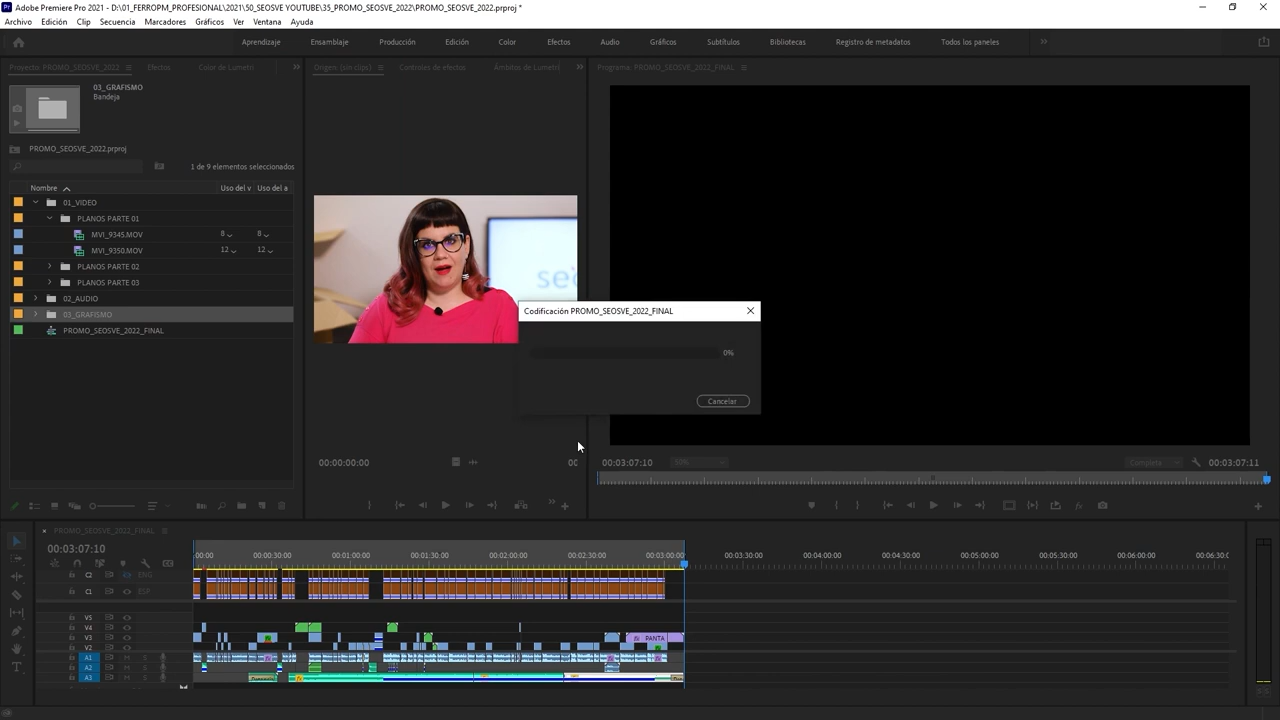 Adobe Premiere Pro 2021 - D:\01_FERROPM_PROFESIONAL\2021\50_SEOSVE YOUTUBE\35_PROMO_SEOSVE_2022\PROMO_SEOSVE_2022.prproj *
Archivo Edición Clip Secuencia Marcadores Gráficos Ver Ventana Ayuda
Aprendizaje Ensamblaje Producción Edición Color Efectos Audio Gráficos Subtítulos Bibliotecas Registro de metadatos Todos los paneles
Proyecto: PROMO_SEOSVE_2022 Efectos Color de Lumetri
Origen: (sin clips) Controles de efectos Ámbitos de Lumetri
Programa: PROMO_SEOSVE_2022_FINAL
03_GRAFISMO
Bandeja
PROMO_SEOSVE_2022.prproj
1 de 9 elementos seleccionados
Nombre Uso del v Uso del a
01_VIDEO
PLANOS PARTE 01
MVI_9345.MOV 8 8
MVI_9350.MOV 12 12
PLANOS PARTE 02
PLANOS PARTE 03
02_AUDIO
03_GRAFISMO
PROMO_SEOSVE_2022_FINAL
Codificación PROMO_SEOSVE_2022_FINAL
0%
Cancelar
00:00:00:00 00:
00:03:07:10 50% Completa 00:03:07:11
PROMO_SEOSVE_2022_FINAL
00:03:07:10
00:00 00:00:30:00 00:01:00:00 00:01:30:00 00:02:00:00 00:02:30:00 00:03:00:00 00:03:30:00 00:04:00:00 00:04:30:00 00:05:00:00 00:05:30:00 00:06:00:00 00:06:30:0
C2 ENG
C1 ESP
V5
V4
V3 fx PANTA
V2
A1 M S
A2 M S
A3 M S